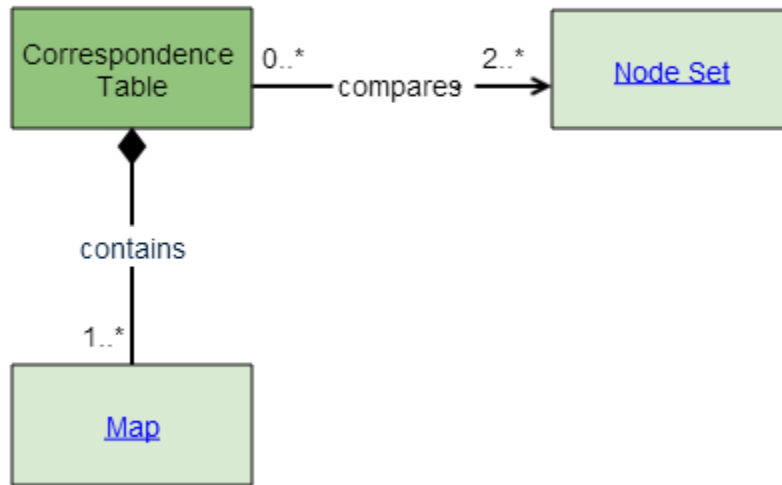 Correspondence
Table
0..*
compares
2..*
Node Set
contains
1..*
Map